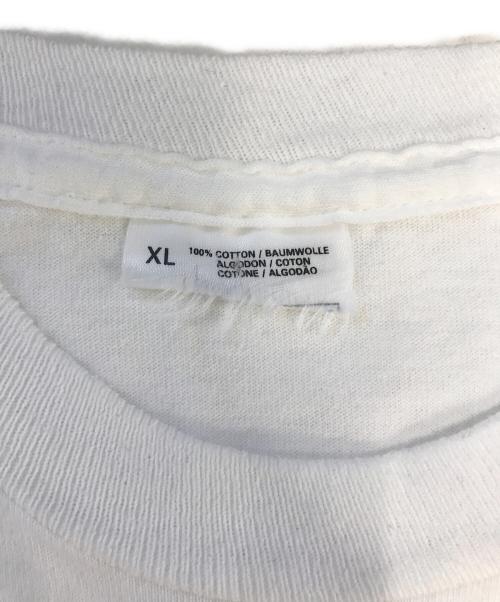 XL
100% COTTON / BAUMWOLLE
ALGODON / COTON
COTONE / ALGODÃO